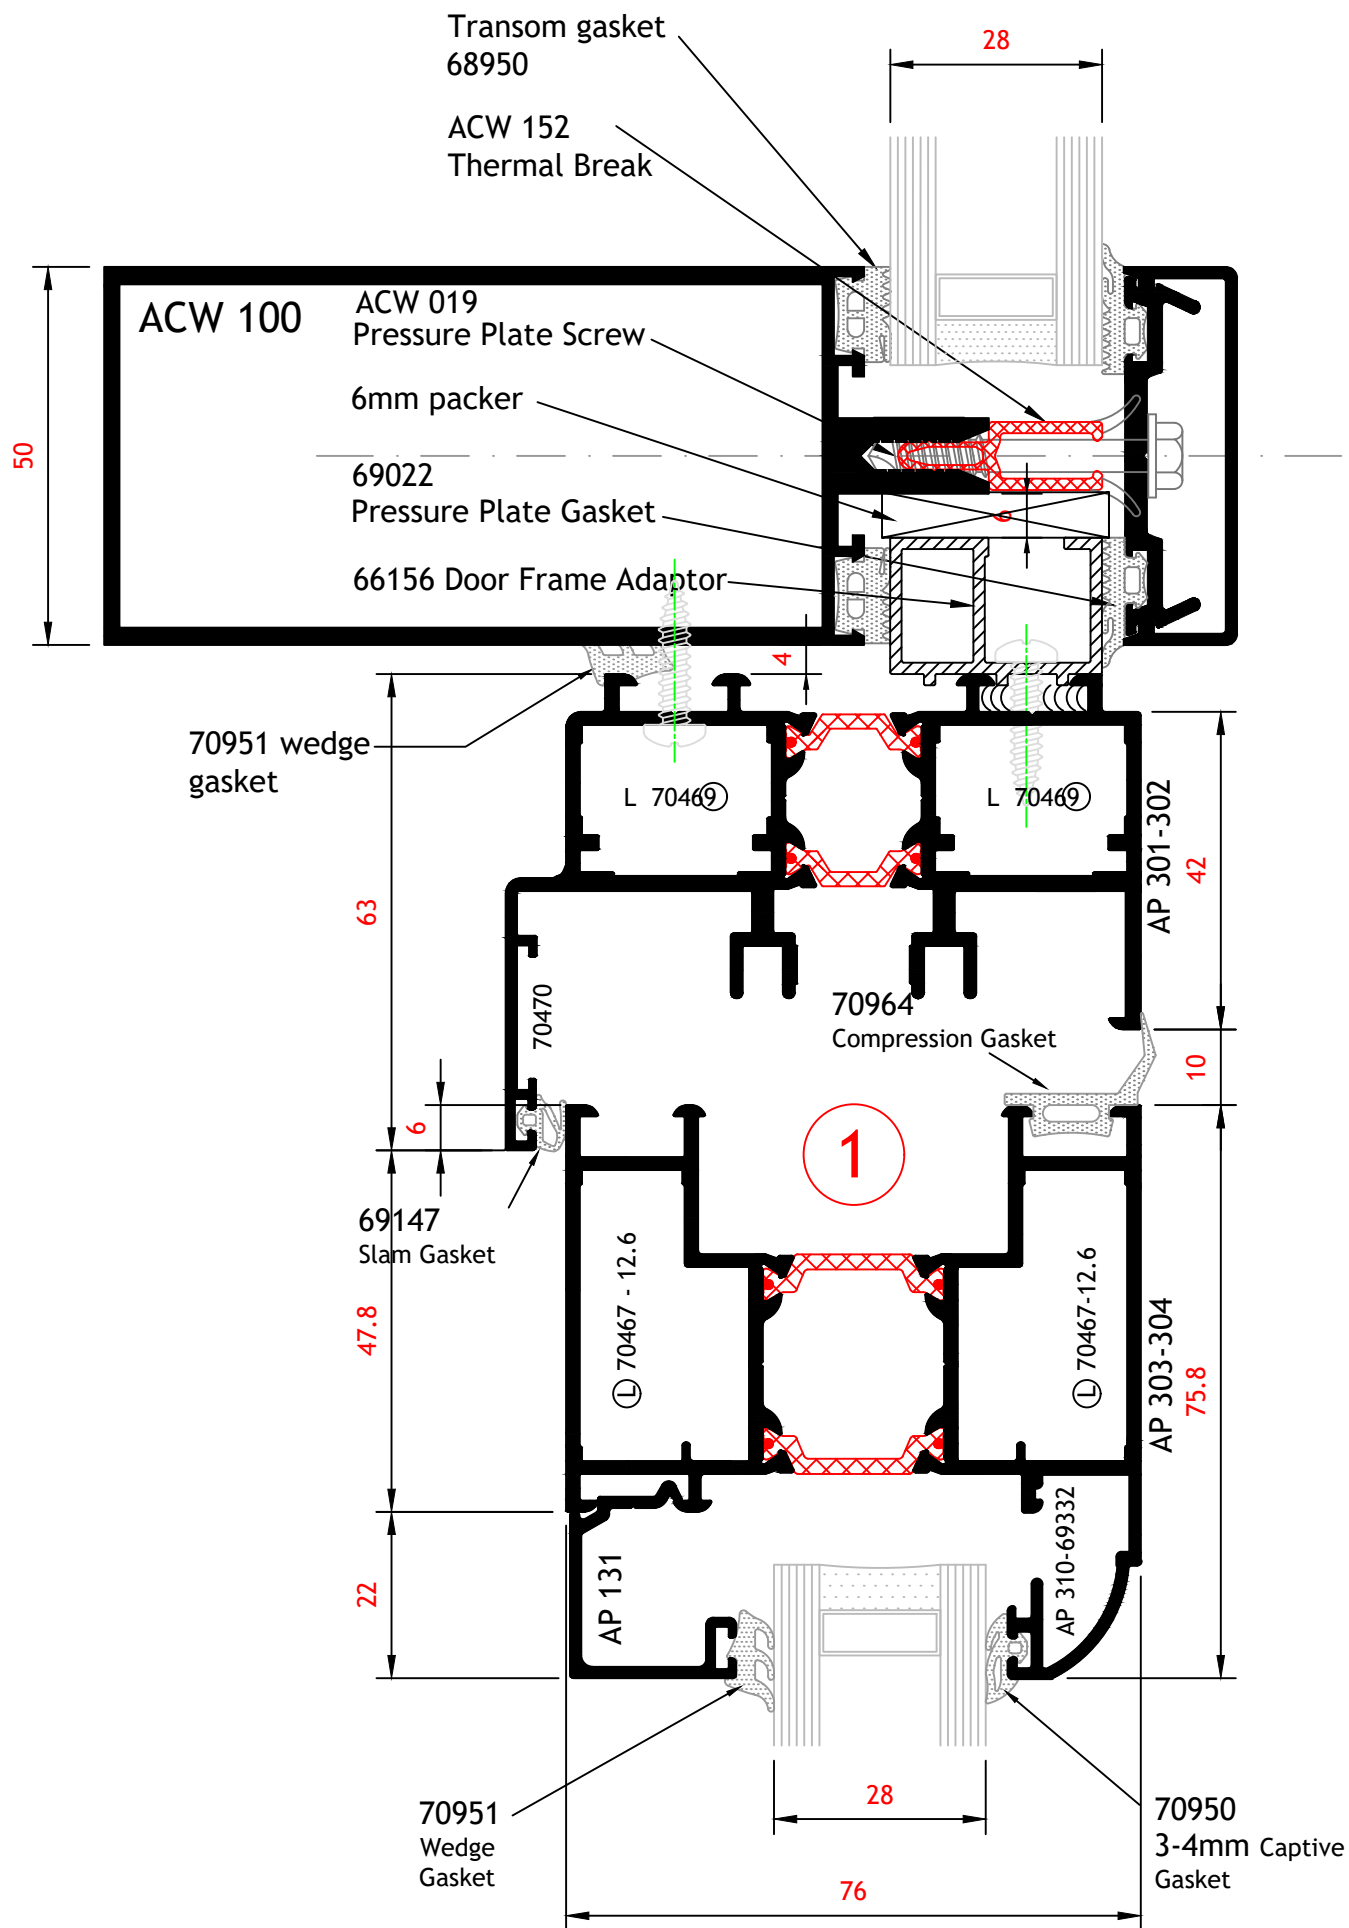 Transom gasket
68950
28
ACW 152
Thermal Break
ACW 100
ACW 019
Pressure Plate Screw
6mm packer
50
69022
Pressure Plate Gasket
6
66156 Door Frame Adaptor
4
70951 wedge
gasket
L 70469
L 70469
AP 301-302
42
63
70470
70964
Compression Gasket
10
6
1
69147
Slam Gasket
L 70467 - 12.6
L 70467-12.6
47.8
AP 303-304
75.8
22
AP 131
AP 310-69332
28
70951
Wedge
Gasket
70950
3-4mm Captive
Gasket
76